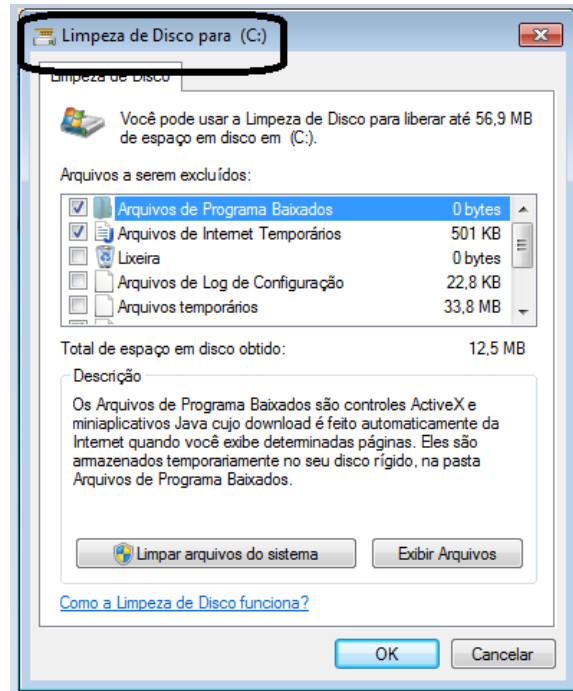 Limpeza de Disco para (C:)
Limpeza de Disco
Você pode usar a Limpeza de Disco para liberar até 56,9 MB
de espaço em disco em (C:).
Arquivos a serem excluídos:
Arquivos de Programa Baixados 0 bytes
Arquivos de Internet Temporários 501 KB
Lixeira 0 bytes
Arquivos de Log de Configuração 22,8 KB
Arquivos temporários 33,8 MB
Total de espaço em disco obtido: 12,5 MB
Descrição
Os Arquivos de Programa Baixados são controles ActiveX e
miniaplicativos Java cujo download é feito automaticamente da
Internet quando você exibe determinadas páginas. Eles são
armazenados temporariamente no seu disco rígido, na pasta
Arquivos de Programa Baixados.
Limpar arquivos do sistema Exibir Arquivos
Como a Limpeza de Disco funciona?
OK Cancelar